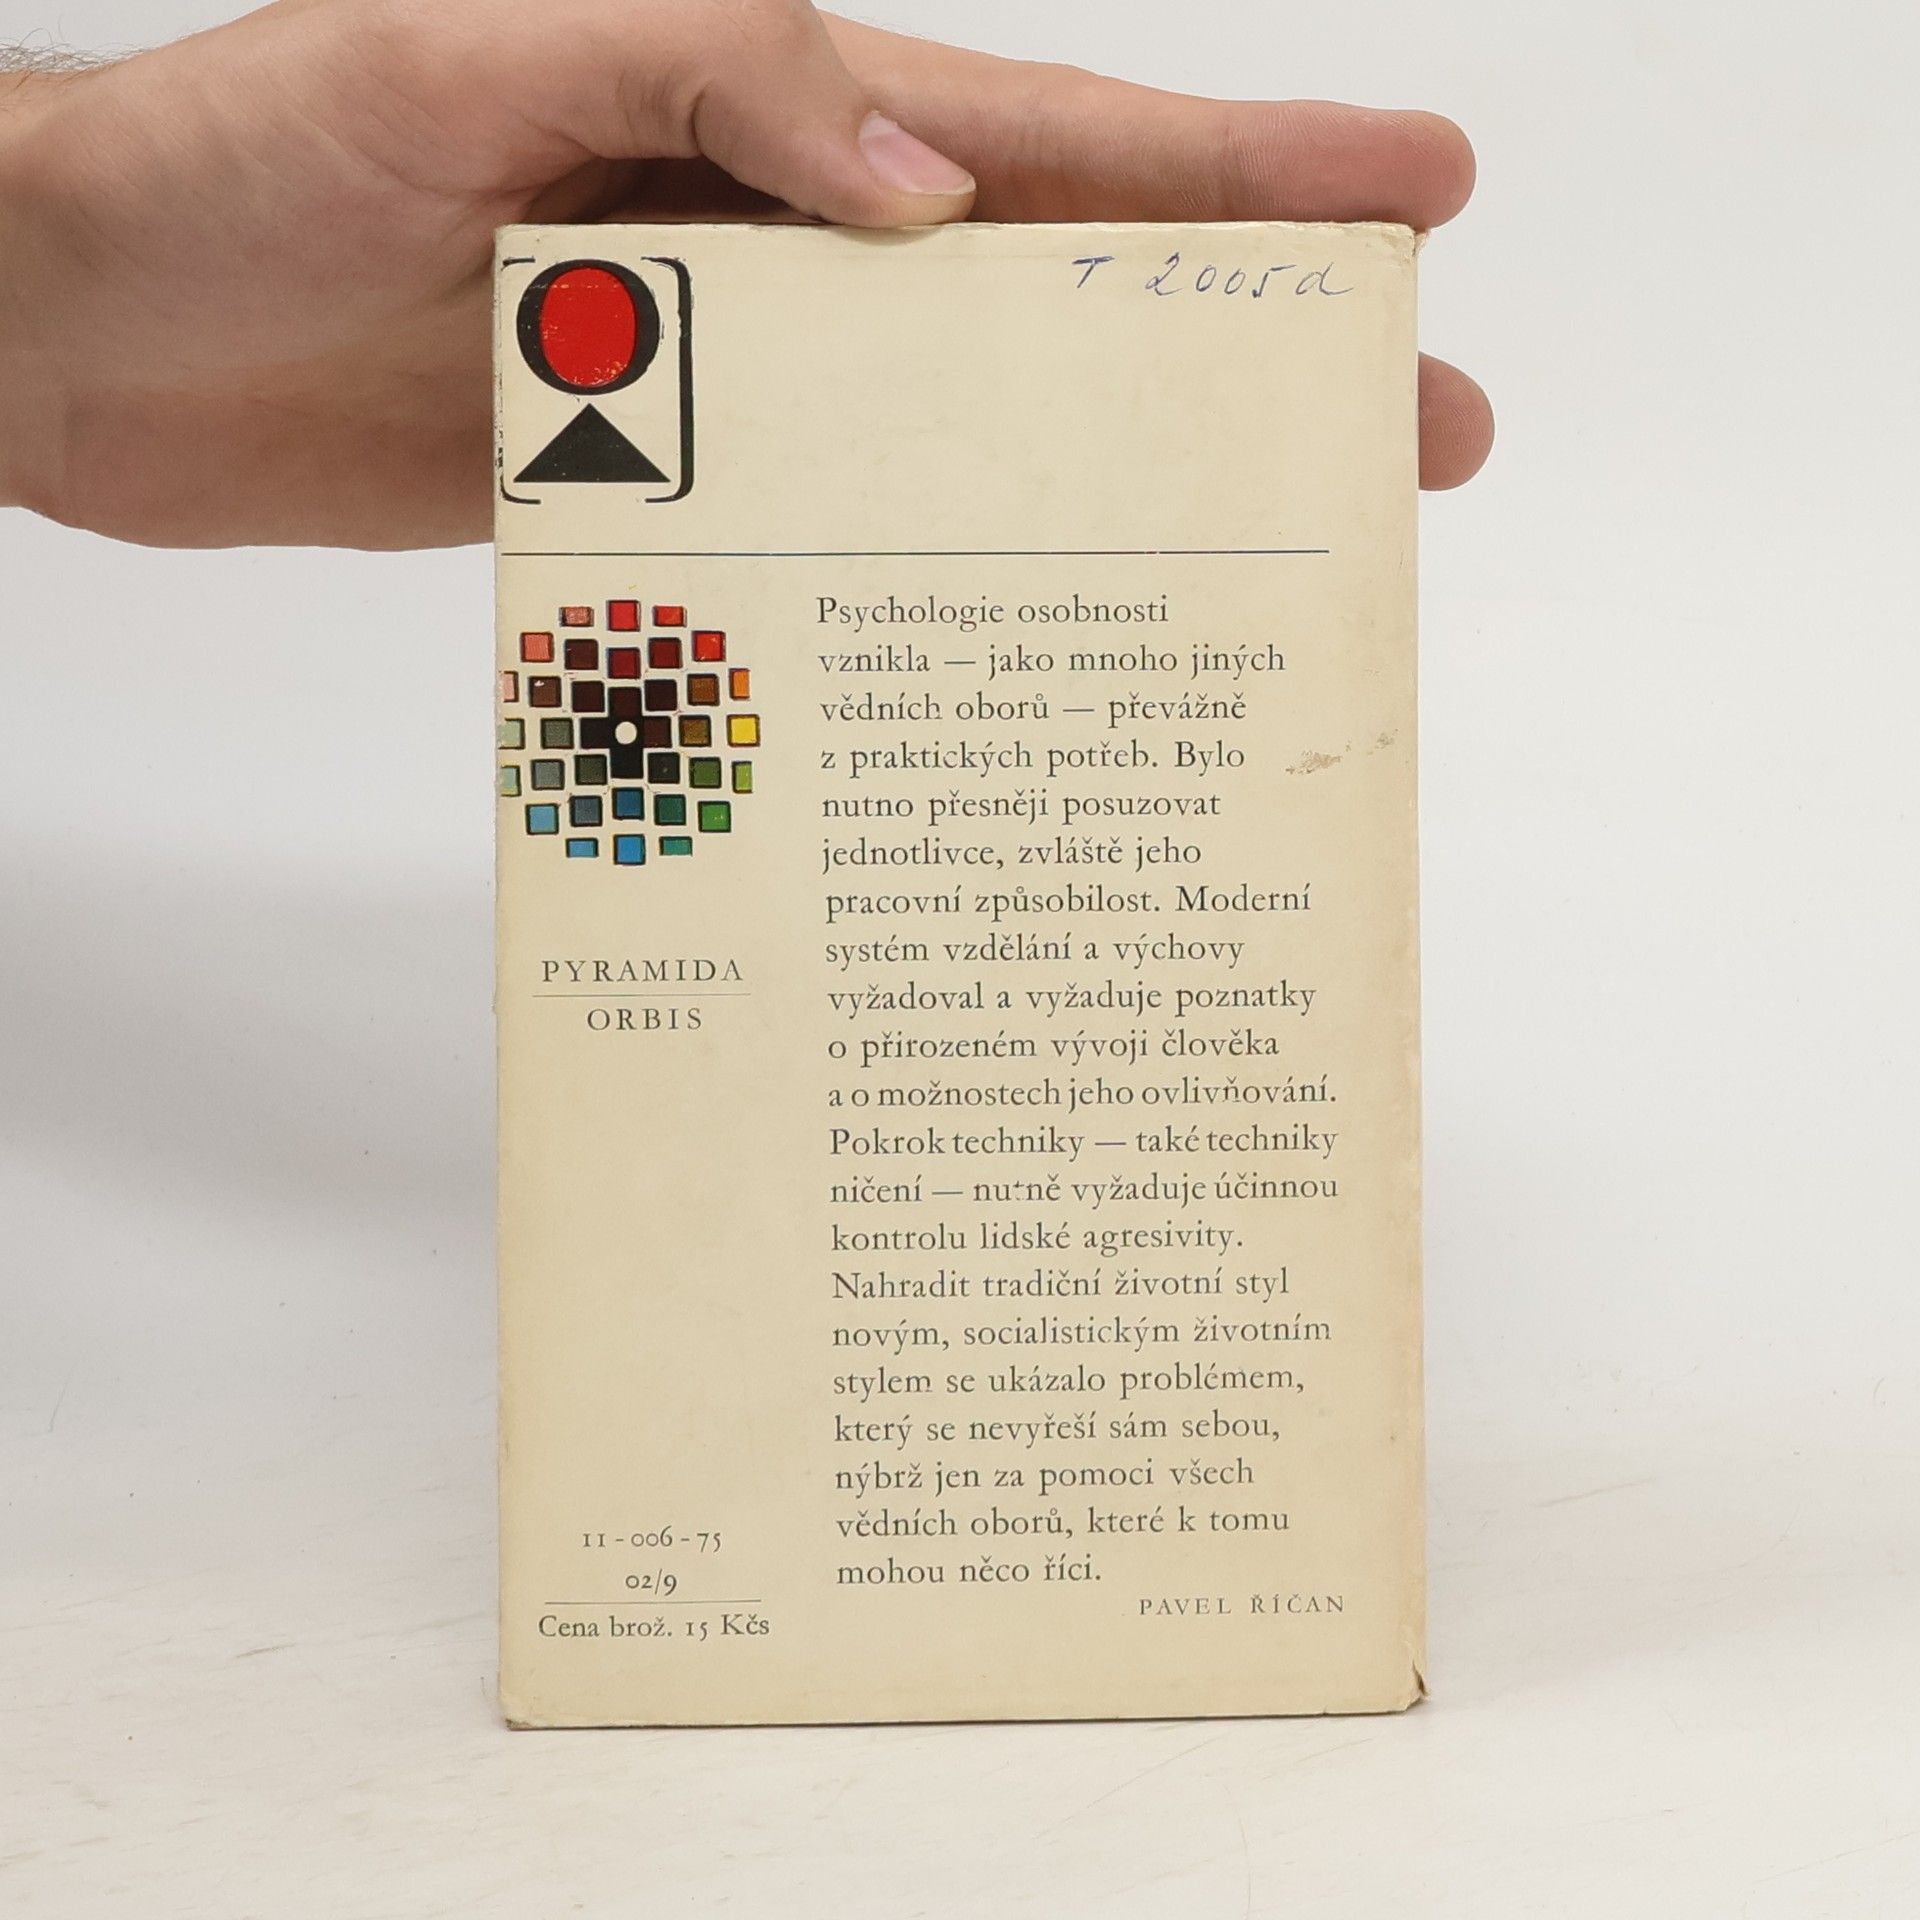 T 2005d
Psychologie osobnosti
vznikla — jako mnoho jiných
vědních oborů — převážně
z praktických potřeb. Bylo
nutno přesněji posuzovat
jednotlivce, zvláště jeho
pracovní způsobilost. Moderní
systém vzdělání a výchovy
vyžadoval a vyžaduje poznatky
o přirozeném vývoji člověka
a o možnostech jeho ovlivňování.
Pokrok techniky — také techniky
ničení — nutně vyžaduje účinnou
kontrolu lidské agresivity.
Nahradit tradiční životní styl
novým, socialistickým životním
stylem se ukázalo problémem,
který se nevyřeší sám sebou,
nýbrž jen za pomoci všech
vědních oborů, které k tomu
mohou něco říci.
PAVEL ŘÍČAN
PYRAMIDA
ORBIS
11-006-75
02/9
Cena brož. 15 Kčs